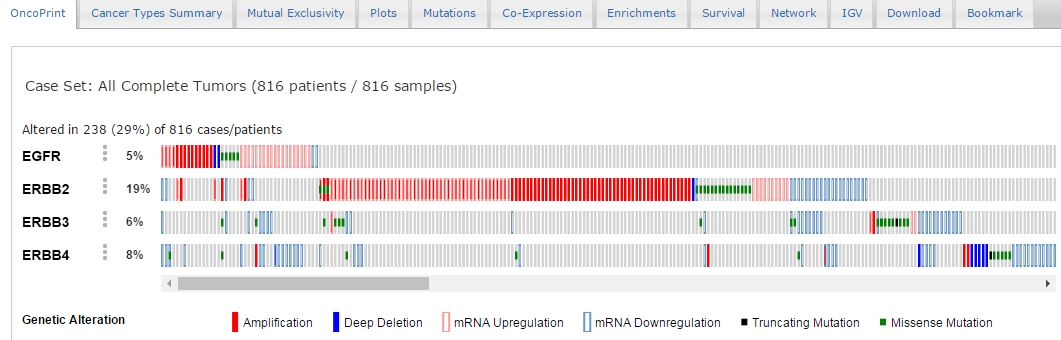 OncoPrint Cancer Types Summary Mutual Exclusivity Plots Mutations Co-Expression Enrichments Survival Network IGV Download Bookmark
Case Set: All Complete Tumors (816 patients / 816 samples)
Altered in 238 (29%) of 816 cases/patients
EGFR 5%
ERBB2 19%
ERBB3 6%
ERBB4 8%
Genetic Alteration Amplification Deep Deletion mRNA Upregulation mRNA Downregulation Truncating Mutation Missense Mutation